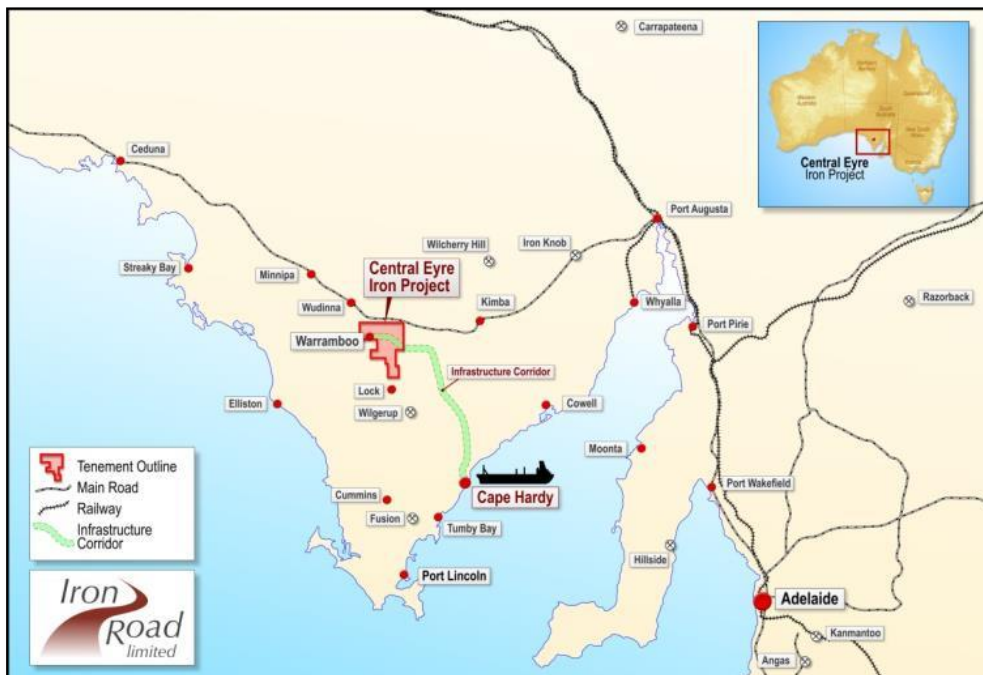 Carrapateena
Ceduna
Port Augusta
Central Eyre
Iron Project
Streaky Bay
Minnipa
Wilcherry Hill
Iron Knob
Central Eyre
Iron Project
Wudinna
Kimba
Whyalla
Razorback
Port Pirie
Warramboo
Infrastructure Corridor
Lock
Elliston
Wilgerup
Cowell
Moonta
Tenement Outline
Main Road
Railway
Infrastructure
Corridor
Cape Hardy
Port Wakefield
Cummins
Fusion
Tumby Bay
Hillside
Port Lincoln
Adelaide
Kanmantoo
Angas
Iron
Road
limited